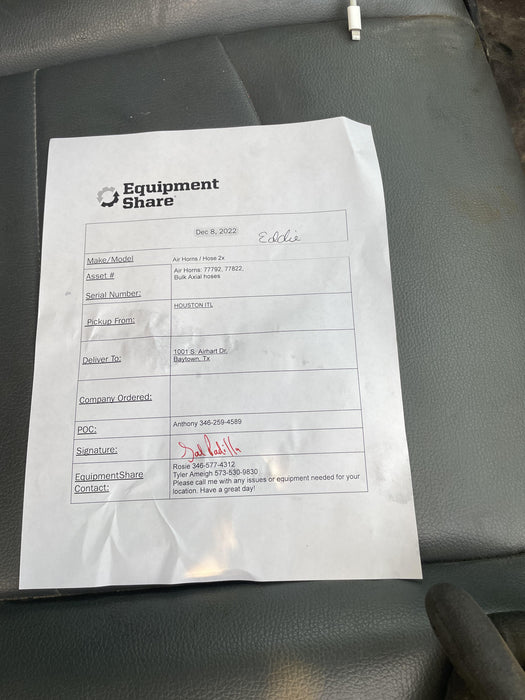 Equipment
Share
Dec 8, 2022 Eddie
Make/Model Air Horns / Hose 2x
Asset # Air Horns: 77792, 77822,
Bulk Axial hoses
Serial Number:
Pickup From: HOUSTON ITL
Deliver To: 1001 S. Airhart Dr,
Baytown, Tx
Company Ordered:
POC: Anthony 346-259-4589
Signature: Sal Padilla
EquipmentShare
Contact:
Rosie 346-577-4312
Tyler Ameigh 573-530-9830
Please call me with any issues or equipment needed for your
location. Have a great day!